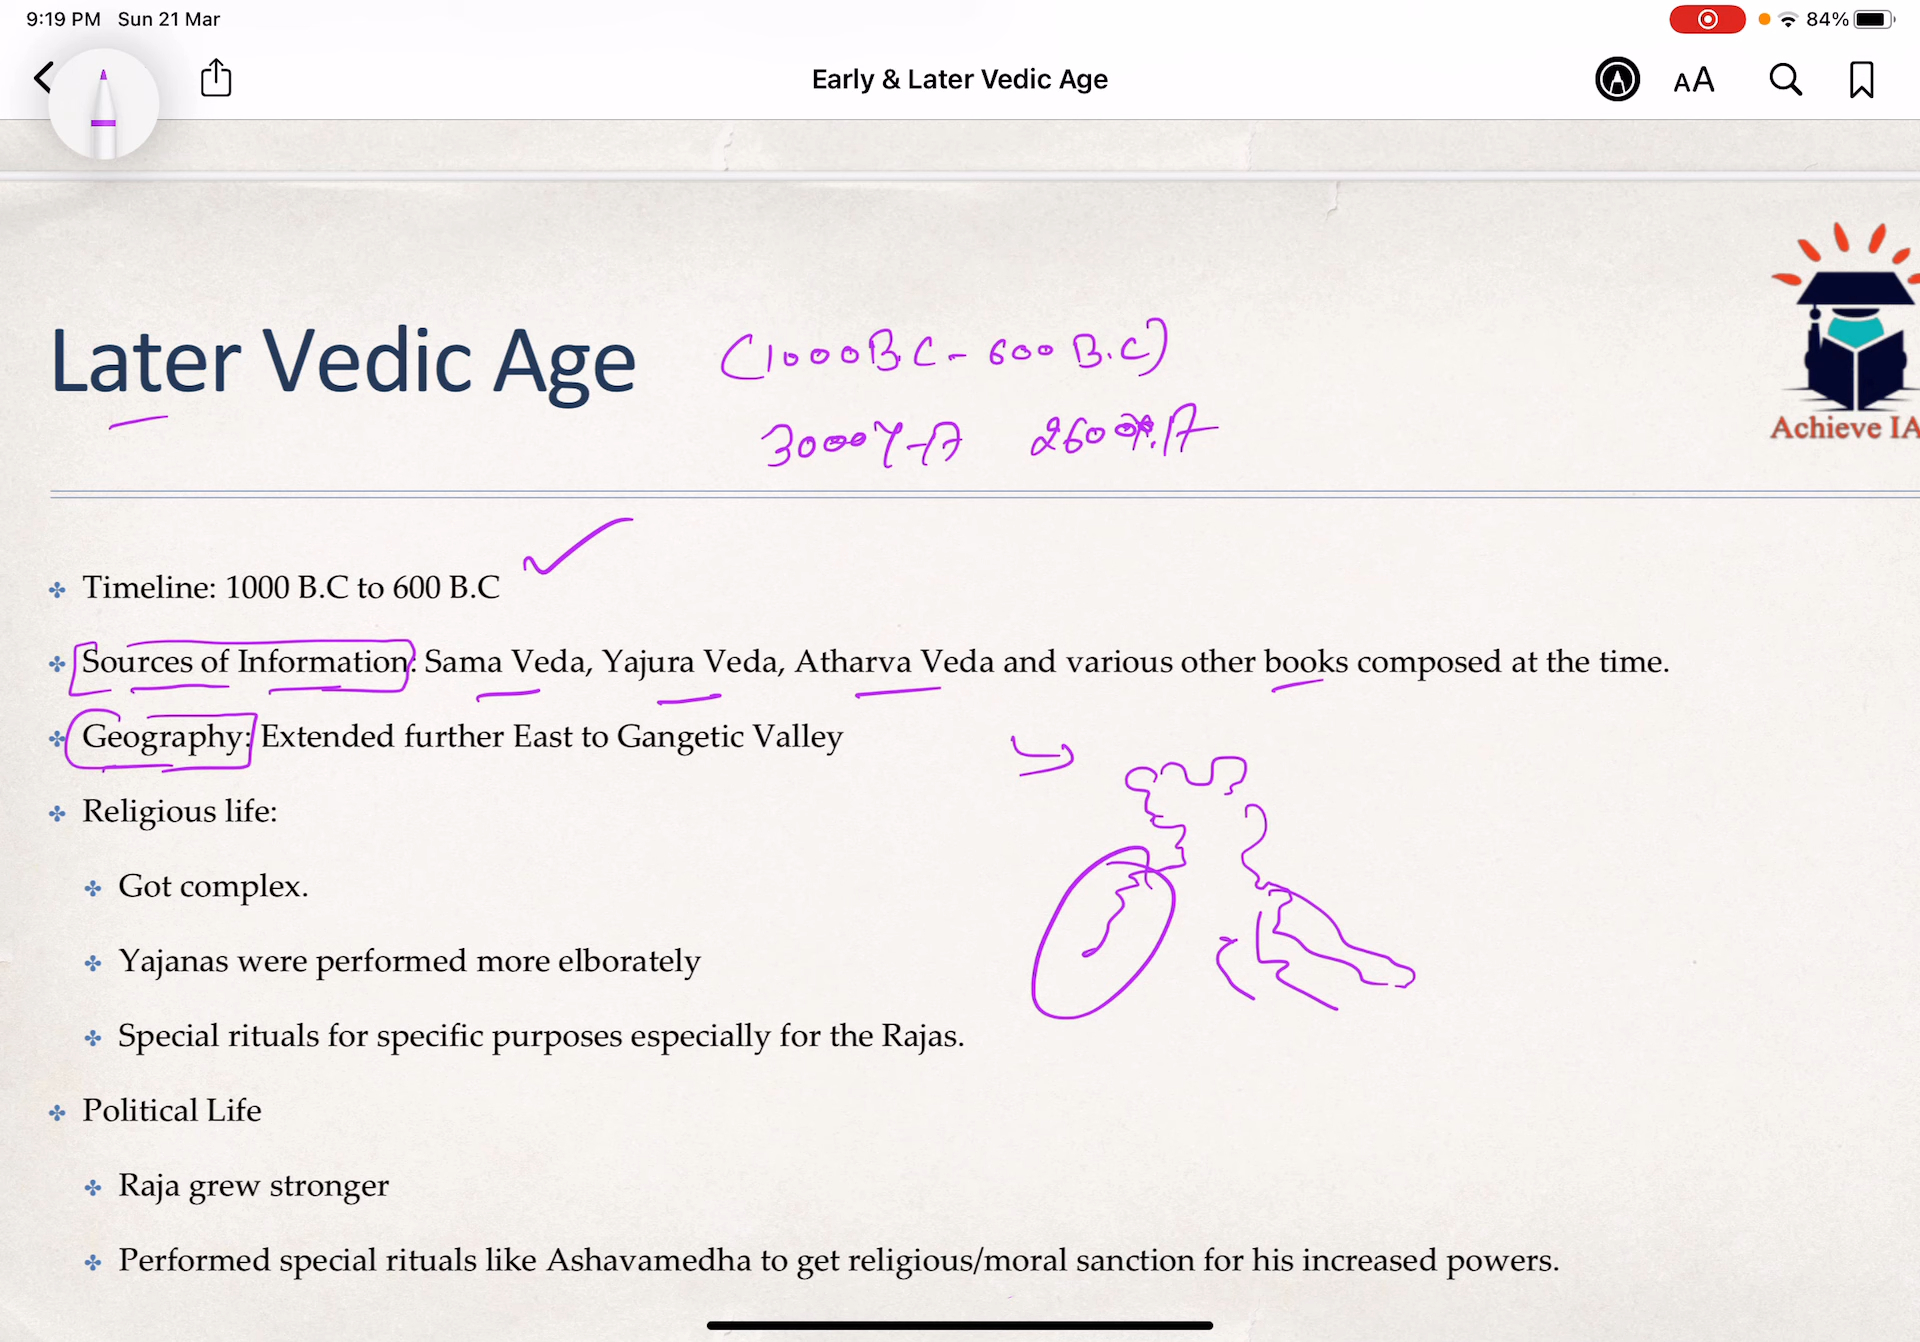 9:19 PM Sun 21 Mar
84%
Early & Later Vedic Age
AA
Later Vedic Age (1000 B.C - 600 B.C)
3000 Y-A 2600 Y.A
Achieve IA
Timeline: 1000 B.C to 600 B.C
Sources of Information: Sama Veda, Yajura Veda, Atharva Veda and various other books composed at the time.
Geography: Extended further East to Gangetic Valley
Religious life:
Got complex.
Yajanas were performed more elborately
Special rituals for specific purposes especially for the Rajas.
Political Life
Raja grew stronger
Performed special rituals like Ashavamedha to get religious/moral sanction for his increased powers.